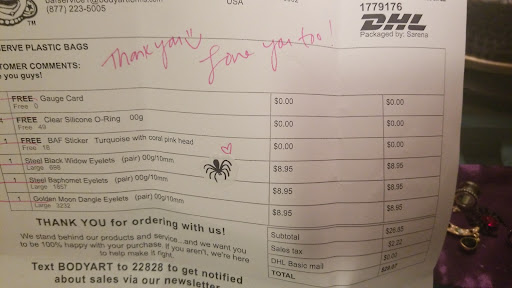 (877) 223-5005
USA
1779176
DHL
Packaged by: Sarena
TM
SERVE PLASTIC BAGS
TOMER COMMENTS:
you guys!
Thank you
Love you too!
FREE Gauge Card $0.00 $0.00
Free 0
FREE Clear Silicone O-Ring 00g $0.00 $0.00
Free 49
1 FREE BAF Sticker Turquoise with coral pink head $0.00 $0.00
Free 18
1 Steel Black Widow Eyelets (pair) 00g/10mm $8.95 $8.95
Large 698
1 Steel Baphomet Eyelets (pair) 00g/10mm $8.95 $8.95
Large 1857
1 Golden Moon Dangle Eyelets (pair) 00g/10mm $8.95 $8.95
Large 3232
THANK YOU for ordering with us!
We stand behind our products and service...and we want you
to be 100% happy with your purchase. If you aren't, we're here
to help make it right.
Text BODYART to 22828 to get notified
about sales via our newsletter
Subtotal $26.85
Sales tax $2.22
DHL Basic mail $0.00
TOTAL